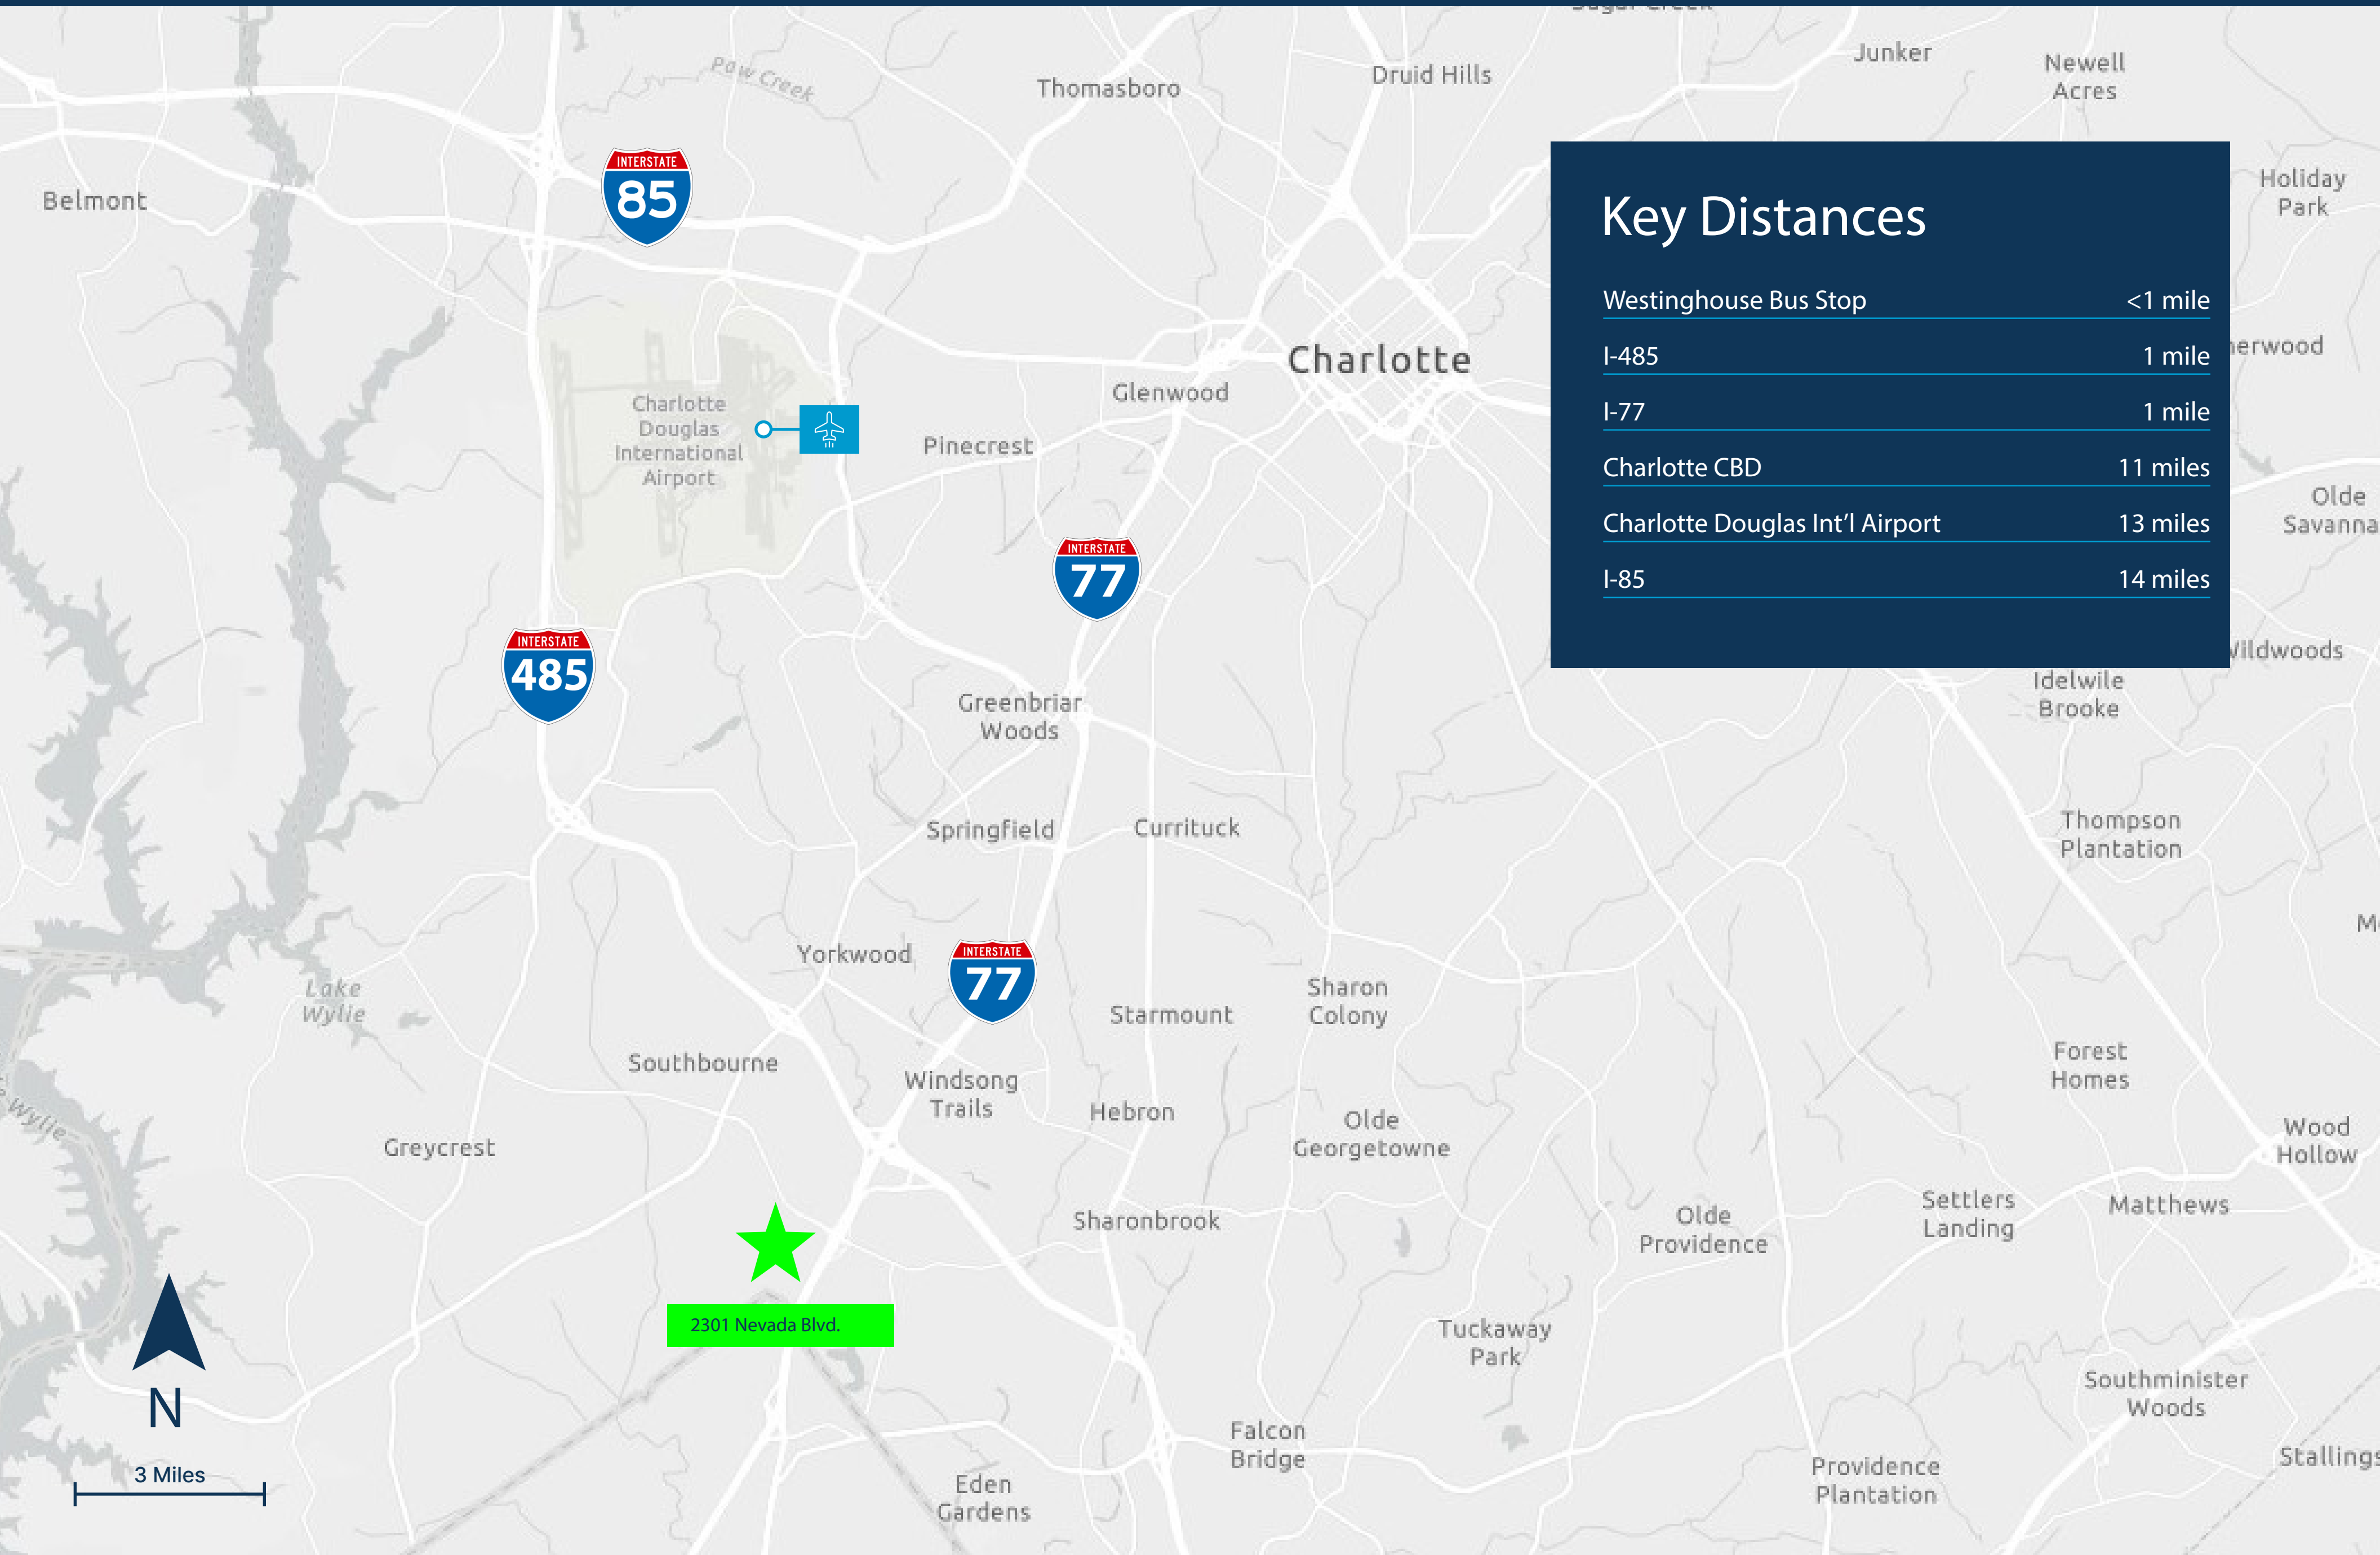 Paw Creek
Thomasboro
Druid Hills
Junker
Newell
Acres
Belmont
INTERSTATE
85
Holiday
Park
Key Distances
Westinghouse Bus Stop <1 mile
I-485 1 mile
I-77 1 mile
Charlotte CBD 11 miles
Charlotte Douglas Int’l Airport 13 miles
I-85 14 miles
Charlotte
Glenwood
Charlotte
Douglas
International
Airport
Pinecrest
Olde
INTERSTATE
77
INTERSTATE
485
Idelwile
Brooke
Greenbriar
Woods
Springfield
Currituck
Thompson
Plantation
Yorkwood
INTERSTATE
77
Lake
Wylie
Sharon
Colony
Starmount
Southbourne
Forest
Homes
Windsong
Trails
Hebron
Wylie
Olde
Georgetowne
Greycrest
Wood
Hollow
Settlers
Landing
Matthews
Sharonbrook
Olde
Providence
2301 Nevada Blvd.
Tuckaway
Park
N
Southminister
Woods
Falcon
Bridge
3 Miles
Stallings
Eden
Gardens
Providence
Plantation